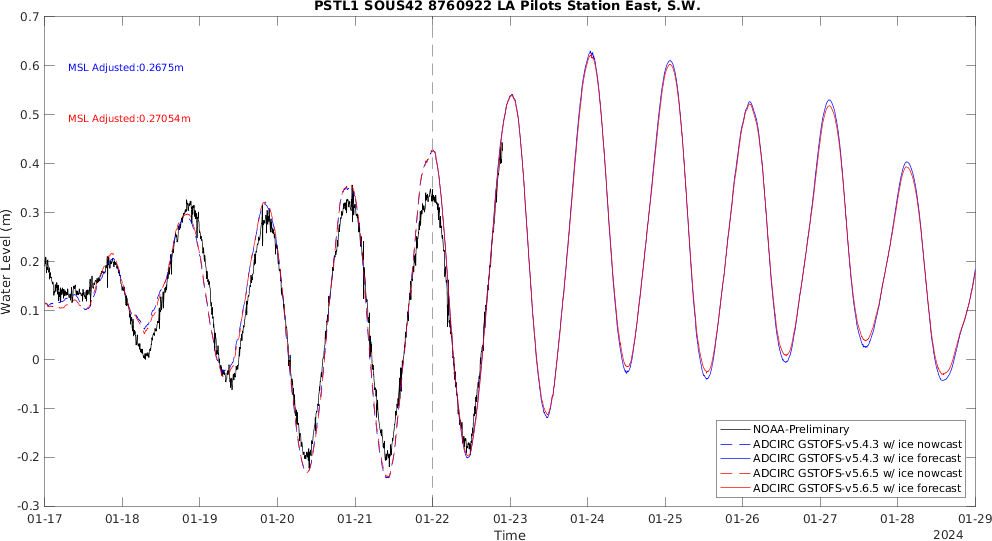 PSTL1 SOUS42 8760922 LA Pilots Station East, S.W.
0.7
0.6
0.5
0.4
0.3
0.2
0.1
0
-0.1
-0.2
-0.3
Water Level (m)
MSL Adjusted:0.2675m
MSL Adjusted:0.27054m
NOAA-Preliminary
ADCIRC GSTOFS-v5.4.3 w/ ice nowcast
ADCIRC GSTOFS-v5.4.3 w/ ice forecast
ADCIRC GSTOFS-v5.6.5 w/ ice nowcast
ADCIRC GSTOFS-v5.6.5 w/ ice forecast
01-17 01-18 01-19 01-20 01-21 01-22 01-23 01-24 01-25 01-26 01-27 01-28 01-29
Time
2024